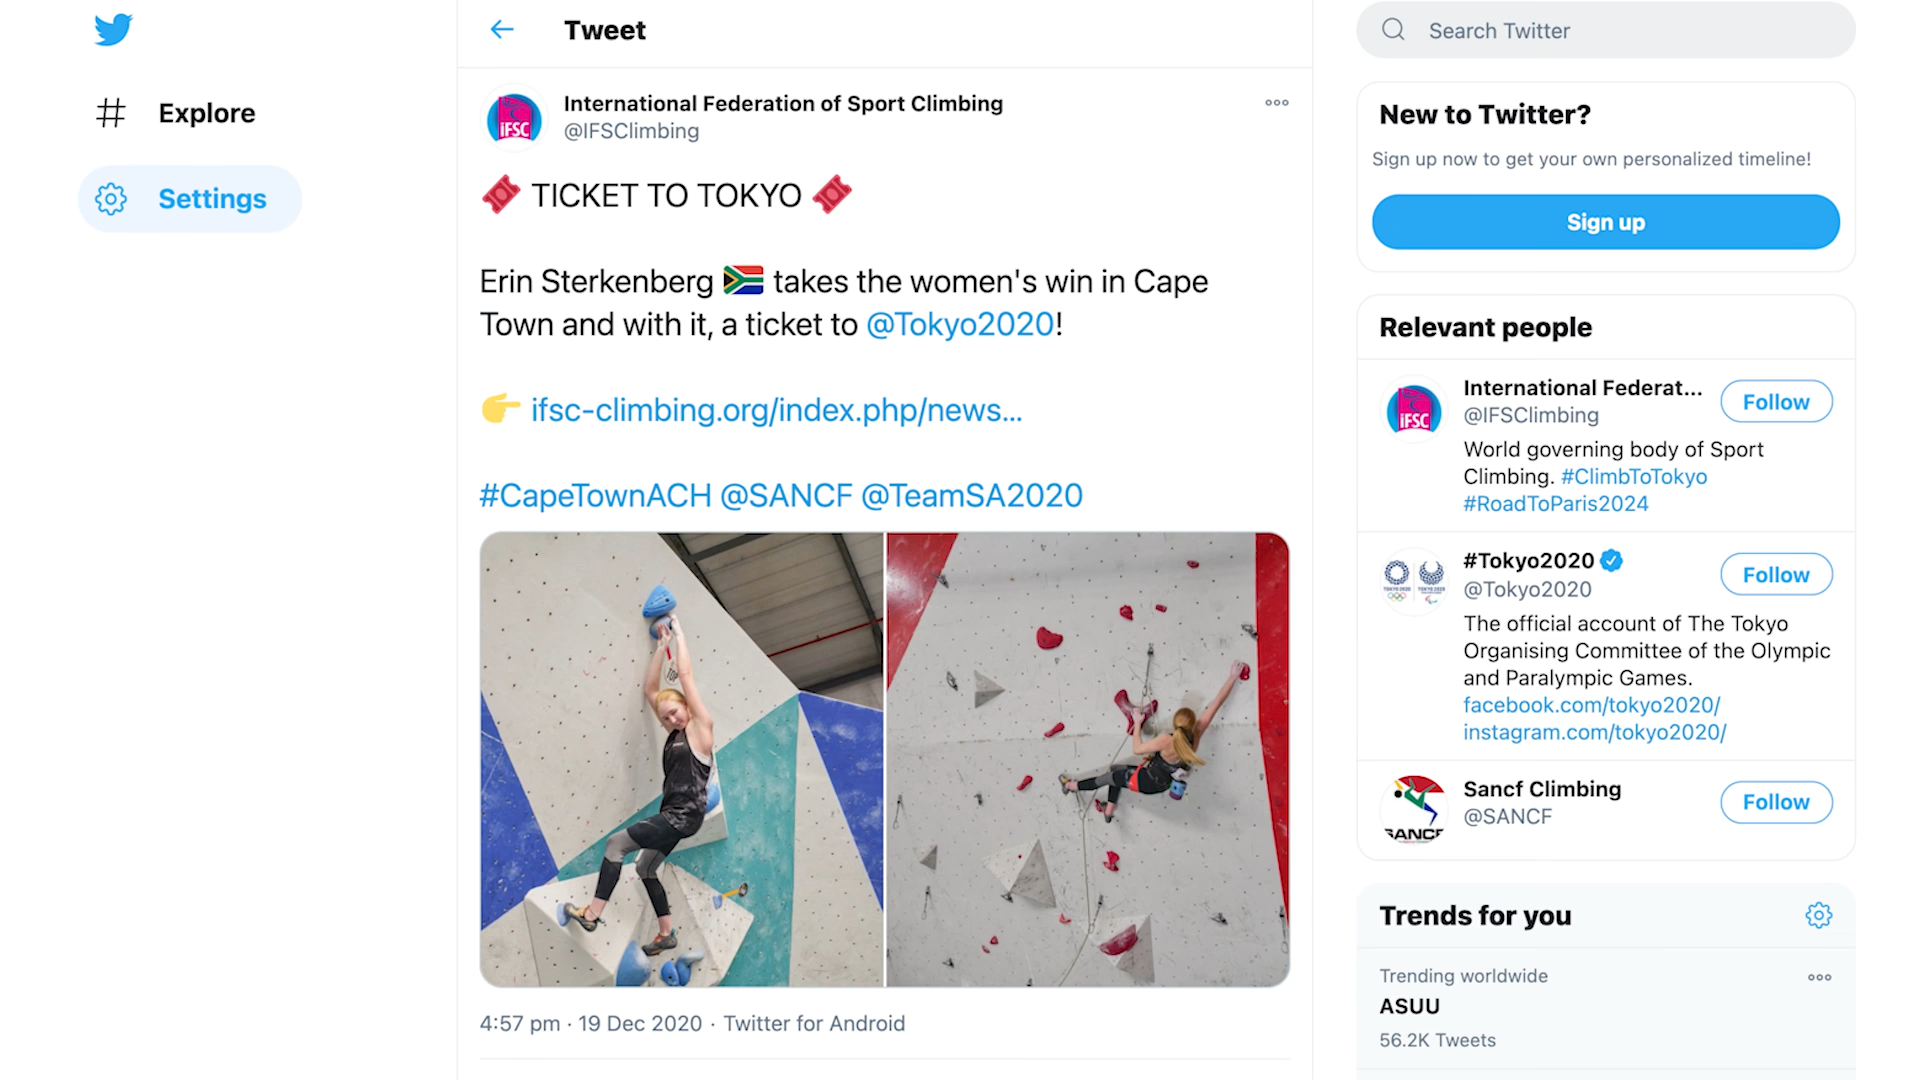 Tweet
Search Twitter
Explore
Settings
International Federation of Sport Climbing
@IFSClimbing
TICKET TO TOKYO
Erin Sterkenberg takes the women's win in Cape
Town and with it, a ticket to @Tokyo2020!
ifsc-climbing.org/index.php/news...
#CapeTownACH @SANCF @TeamSA2020
TOP
4:57 pm · 19 Dec 2020 · Twitter for Android
New to Twitter?
Sign up now to get your own personalized timeline!
Sign up
Relevant people
IFSC
International Federat...
@IFSClimbing
Follow
World governing body of Sport
Climbing. #ClimbToTokyo
#RoadToParis2024
#Tokyo2020
@Tokyo2020
Follow
The official account of The Tokyo
Organising Committee of the Olympic
and Paralympic Games.
facebook.com/tokyo2020/
instagram.com/tokyo2020/
SANCF
Sancf Climbing
@SANCF
Follow
Trends for you
Trending worldwide
ASUU
56.2K Tweets